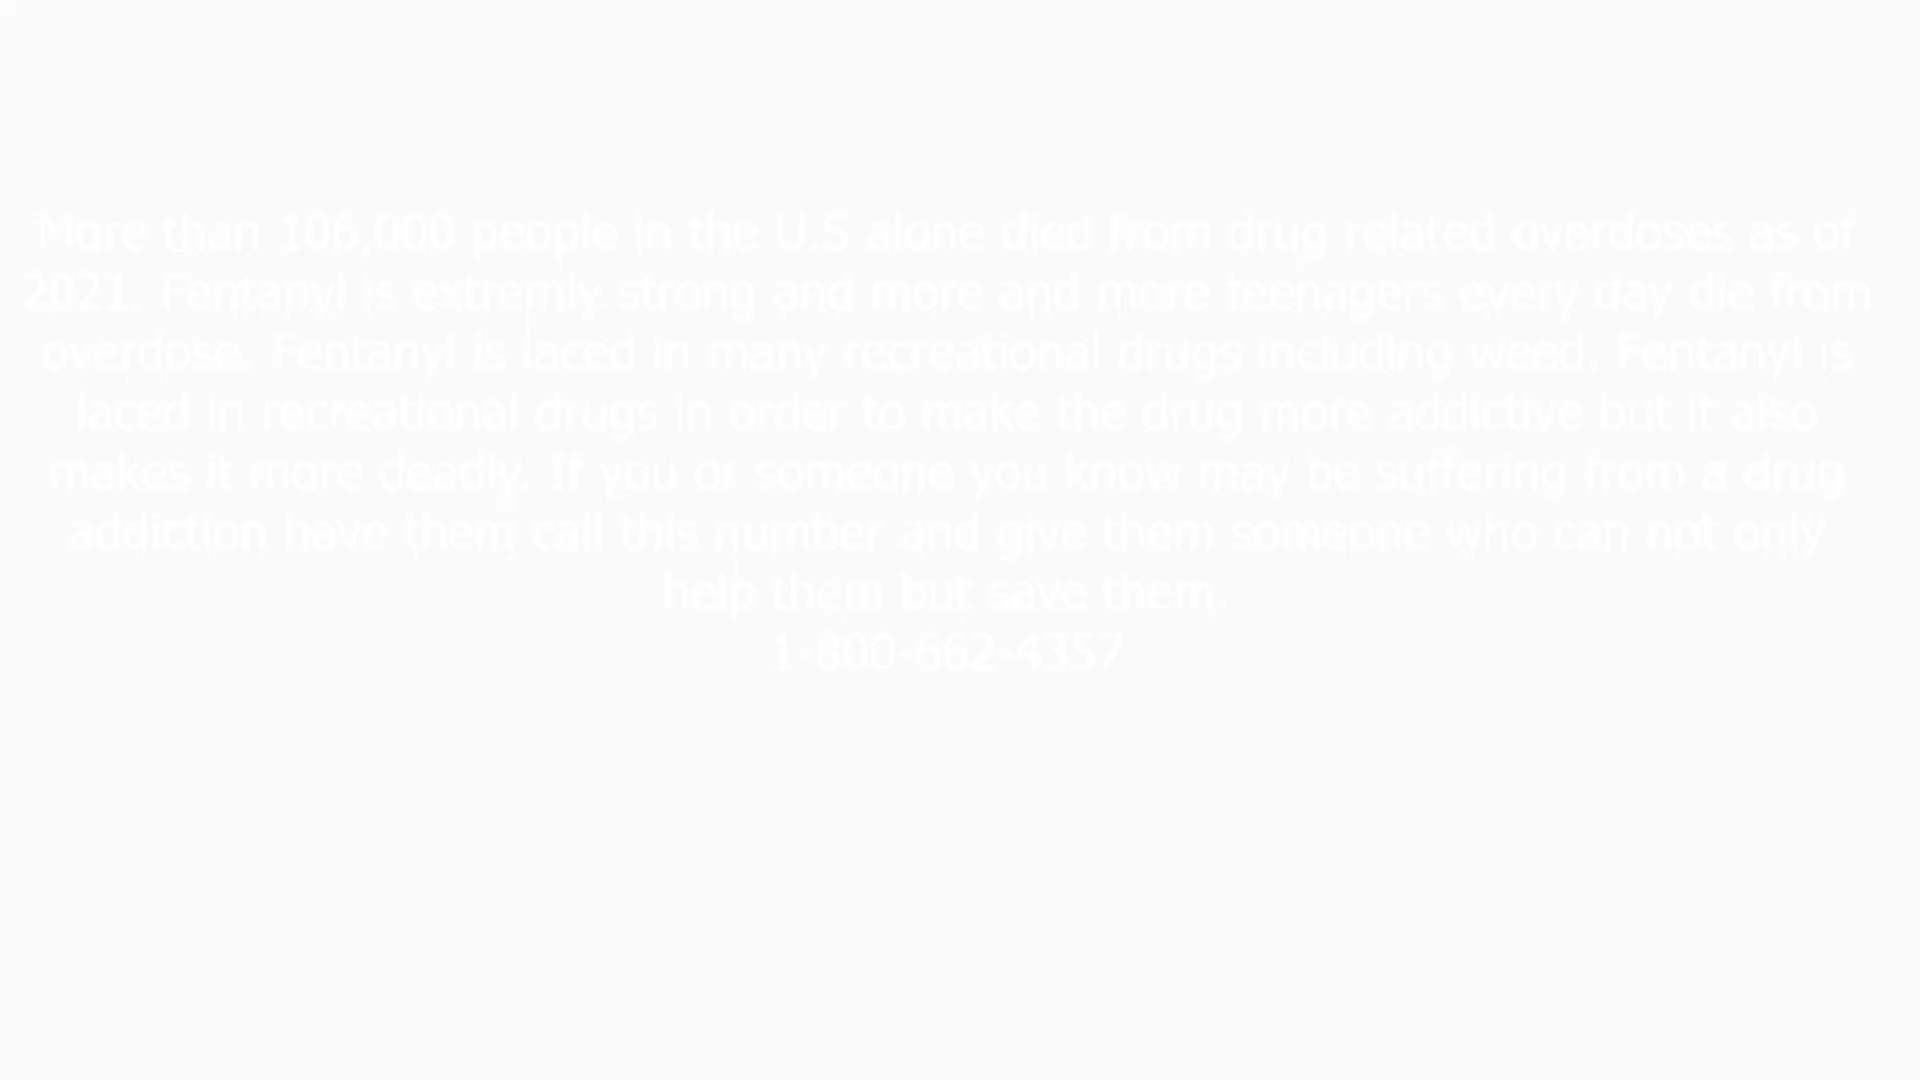 More than 106,000 people in the U.S alone died from drug related overdoses as of
2021. Fentanyl is extremly strong and more and more teenagers every day die from
overdose. Fentanyl is laced in many recreational drugs including weed. Fentanyl is
laced in recreational drugs in order to make the drug more addictive but it also
makes it more deadly. If you or someone you know may be suffering from a drug
addiction have them call this number and give them someone who can not only
help them but save them.
1-800-662-4357